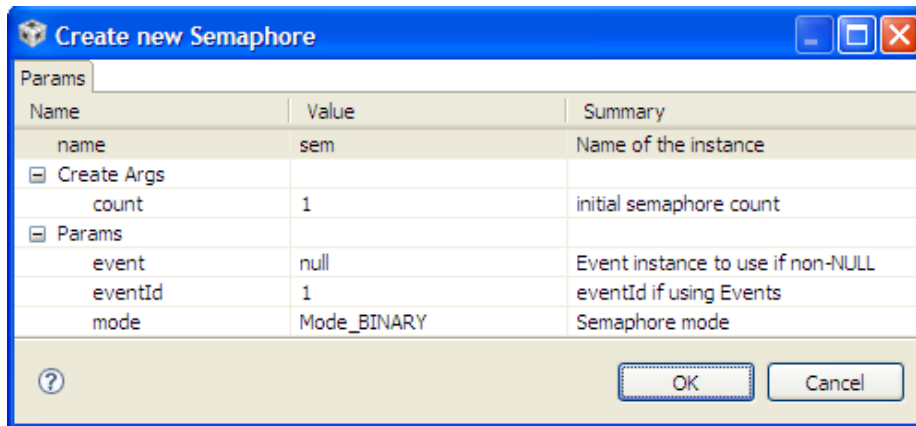 Create new Semaphore
Params
Name Value Summary
name sem Name of the instance
Create Args
count 1 initial semaphore count
Params
event null Event instance to use if non-NULL
eventId 1 eventId if using Events
mode Mode_BINARY Semaphore mode
? OK Cancel